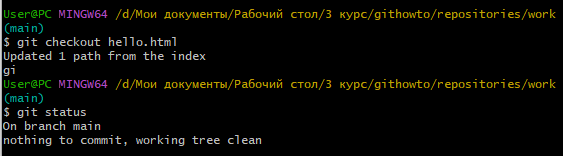 User@PC MINGW64 /d/Мои документы/Рабочий стол/3 курс/githowto/repositories/work
(main)
$ git checkout hello.html
Updated 1 path from the index
gi
User@PC MINGW64 /d/Мои документы/Рабочий стол/3 курс/githowto/repositories/work
(main)
$ git status
On branch main
nothing to commit, working tree clean